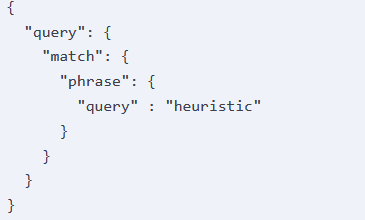 {
  "query": {
    "match": {
      "phrase": {
        "query" : "heuristic"
      }
    }
  }
}